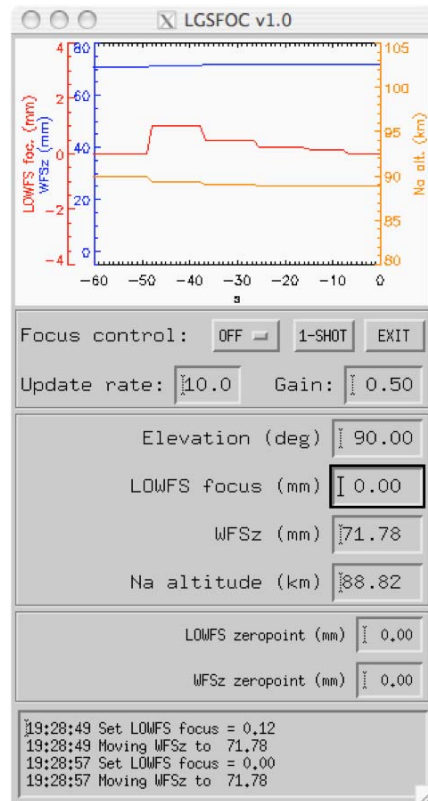 X LGSFOC v1.0
LOWFS foc. (mm)
WFSz (mm)
Na alt. (km)
4
2
0
-2
-4
80
60
40
20
0
105
100
95
90
85
80
-60 -50 -40 -30 -20 -10 0
s
Focus control: OFF 1-SHOT EXIT
Update rate: 10.0 Gain: 0.50
Elevation (deg) 90.00
LOWFS focus (mm) 0.00
WFSz (mm) 71.78
Na altitude (km) 88.82
LOWFS zeropoint (mm) 0.00
WFSz zeropoint (mm) 0.00
19:28:49 Set LOWFS focus = 0.12
19:28:49 Moving WFSz to 71.78
19:28:57 Set LOWFS focus = 0.00
19:28:57 Moving WFSz to 71.78